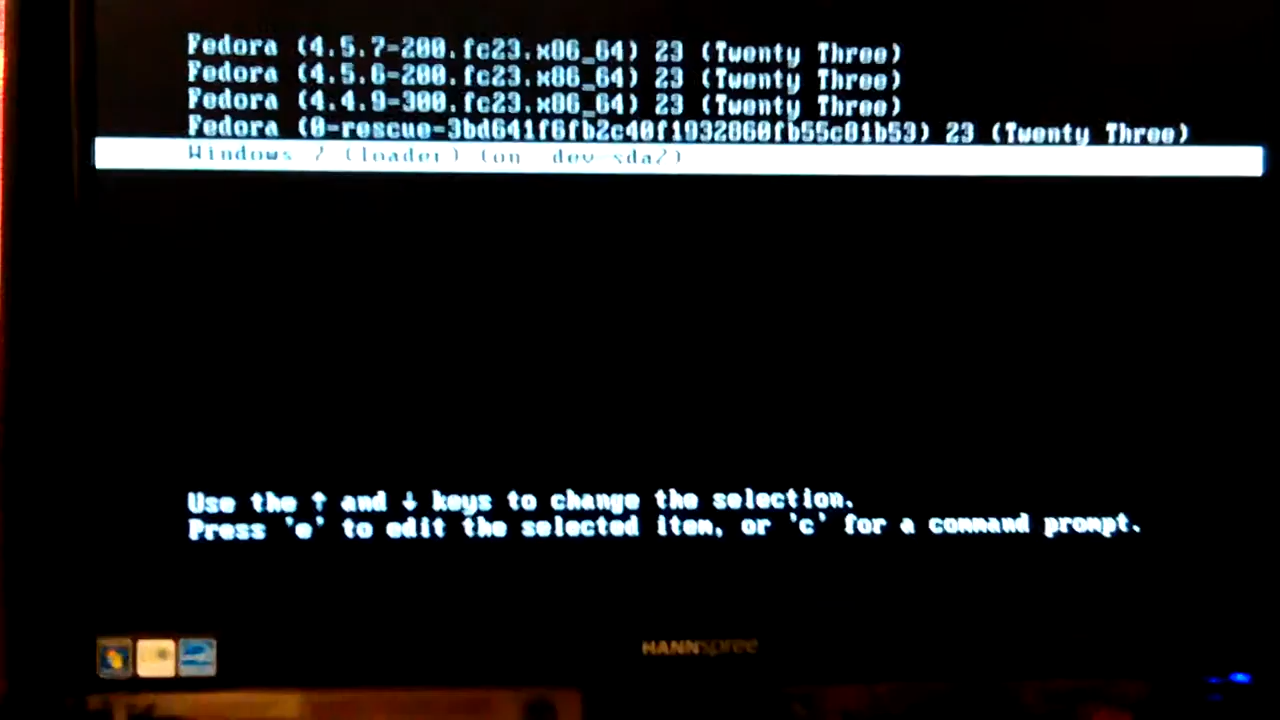 Fedora (4.5.7-200.fc23.x86_64) 23 (Twenty Three)
Fedora (4.5.6-200.fc23.x86_64) 23 (Twenty Three)
Fedora (4.4.9-300.fc23.x86_64) 23 (Twenty Three)
Fedora (0-rescue-3bd641f6fb2c40f1932860fb55c01b53) 23 (Twenty Three)
Windows 7 (loader) (on /dev/sda2)
Use the ↑ and ↓ keys to change the selection.
Press 'e' to edit the selected item, or 'c' for a command prompt.
HANNspree